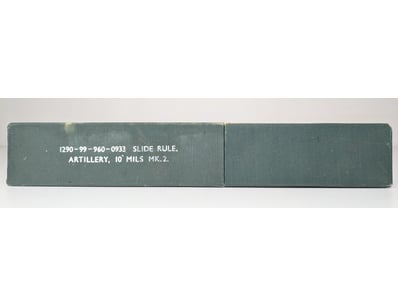 1290-99-960-0933 SLIDE RULE,
ARTILLERY, 10" MILS MK.2.